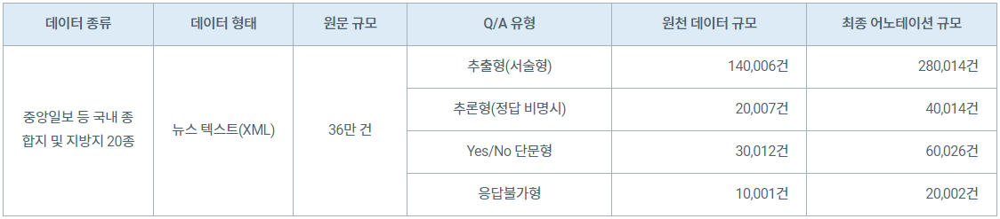 데이터 종류 데이터 형태 원문 규모 Q/A 유형 원천 데이터 규모 최종 어노테이션 규모
중앙일보 등 국내 종
합지 및 지방지 20종
뉴스 텍스트(XML)
36만 건
추출형(서술형) 140,006건 280,014건
추론형(정답 비명시) 20,007건 40,014건
Yes/No 단문형 30,012건 60,026건
응답불가형 10,001건 20,002건